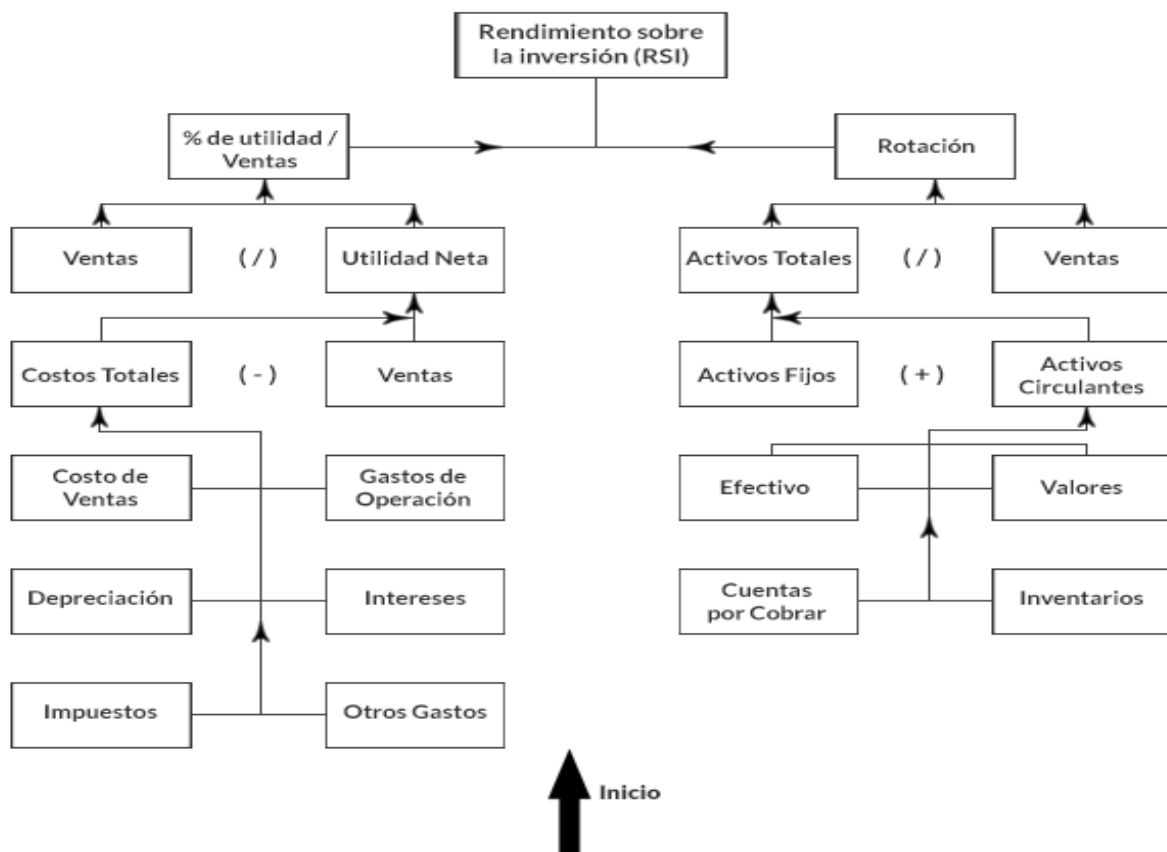 Rendimiento sobre
la inversión (RSI)
% de utilidad /
Ventas
Rotación
Ventas
( / )
Utilidad Neta
Activos Totales
( / )
Ventas
Costos Totales
( - )
Ventas
Activos Fijos
( + )
Activos
Circulantes
Costo de
Ventas
Gastos de
Operación
Efectivo
Valores
Depreciación
Intereses
Cuentas
por Cobrar
Inventarios
Impuestos
Otros Gastos
Inicio